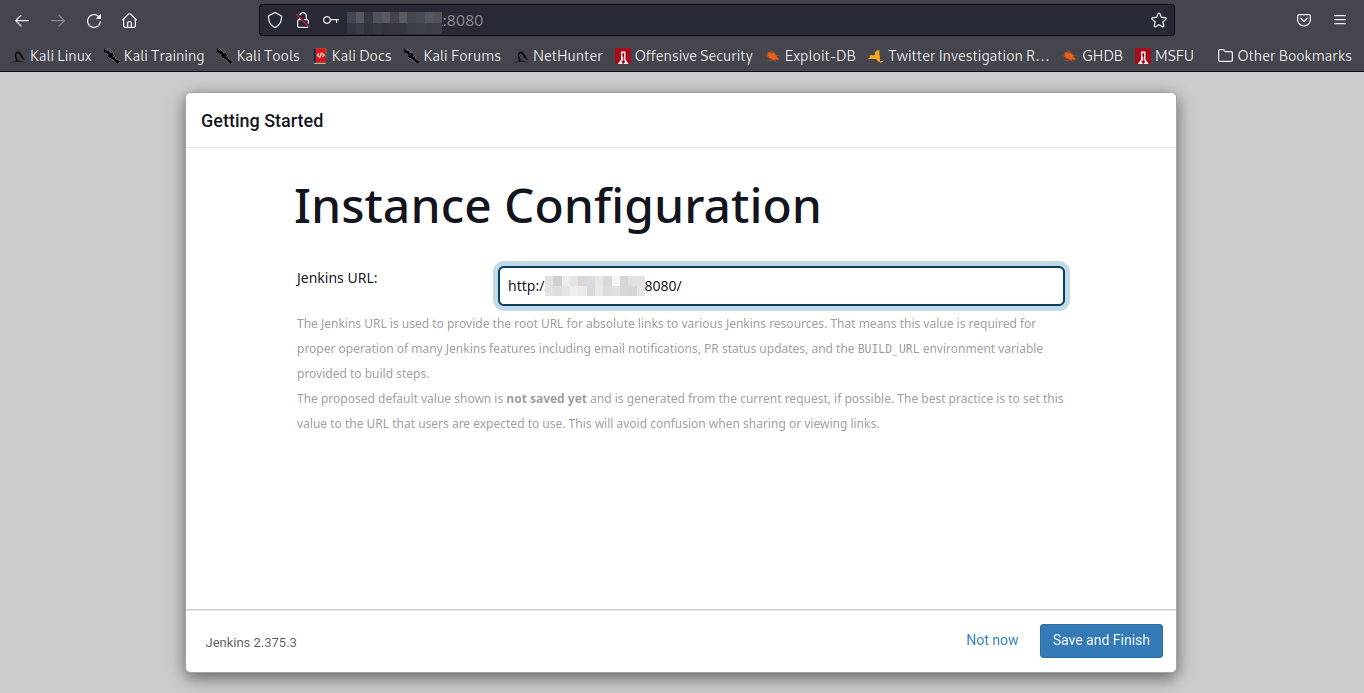 :8080
Kali Linux Kali Training Kali Tools Kali Docs Kali Forums NetHunter Offensive Security Exploit-DB Twitter Investigation R… GHDB MSFU Other Bookmarks
Getting Started
Instance Configuration
Jenkins URL:
http:/ 8080/
The Jenkins URL is used to provide the root URL for absolute links to various Jenkins resources. That means this value is required for
proper operation of many Jenkins features including email notifications, PR status updates, and the BUILD_URL environment variable
provided to build steps.
The proposed default value shown is not saved yet and is generated from the current request, if possible. The best practice is to set this
value to the URL that users are expected to use. This will avoid confusion when sharing or viewing links.
Jenkins 2.375.3
Not now
Save and Finish